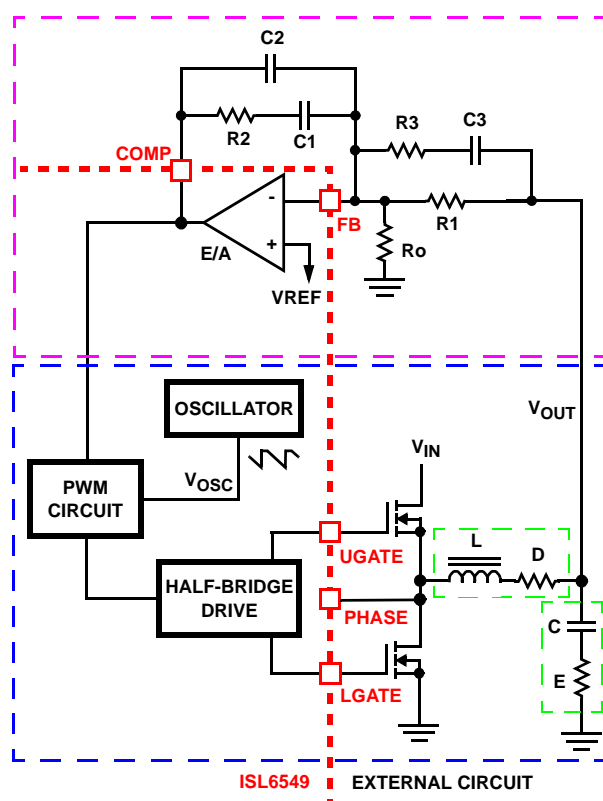 C2
R2
C1
R3
C3
COMP
-
+
E/A
FB
R1
Ro
VREF
OSCILLATOR
VOUT
VOSC
VIN
PWM
CIRCUIT
UGATE
L
D
HALF-BRIDGE
DRIVE
PHASE
C
E
LGATE
ISL6549
EXTERNAL CIRCUIT